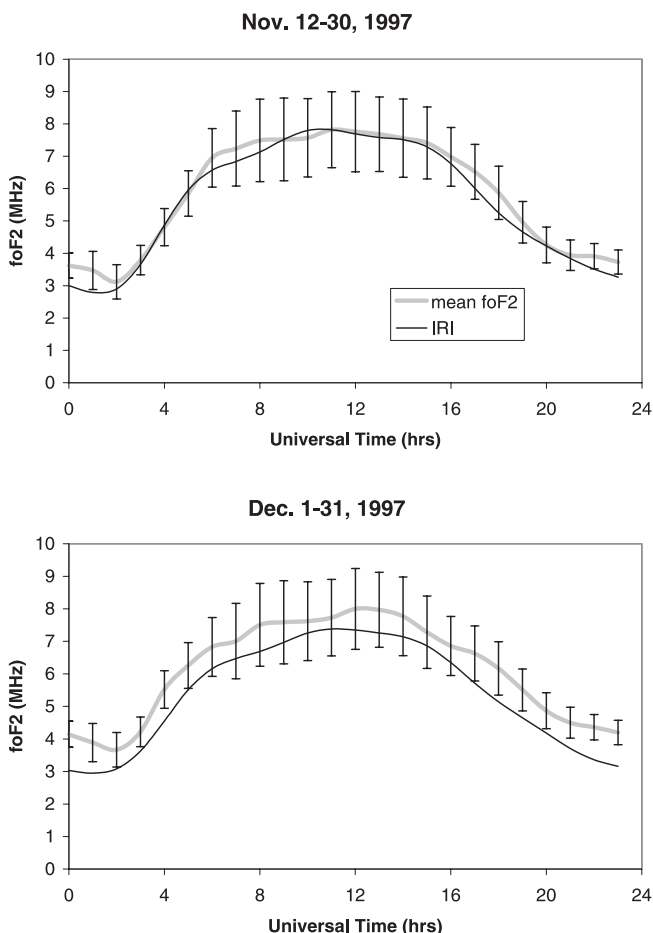 Nov. 12-30, 1997
10
9
8
7
6
5
4
3
2
1
0
foF2 (MHz)
mean foF2
IRI
0 4 8 12 16 20 24
Universal Time (hrs)
Dec. 1-31, 1997
10
9
8
7
6
5
4
3
2
1
0
foF2 (MHz)
0 4 8 12 16 20 24
Universal Time (hrs)